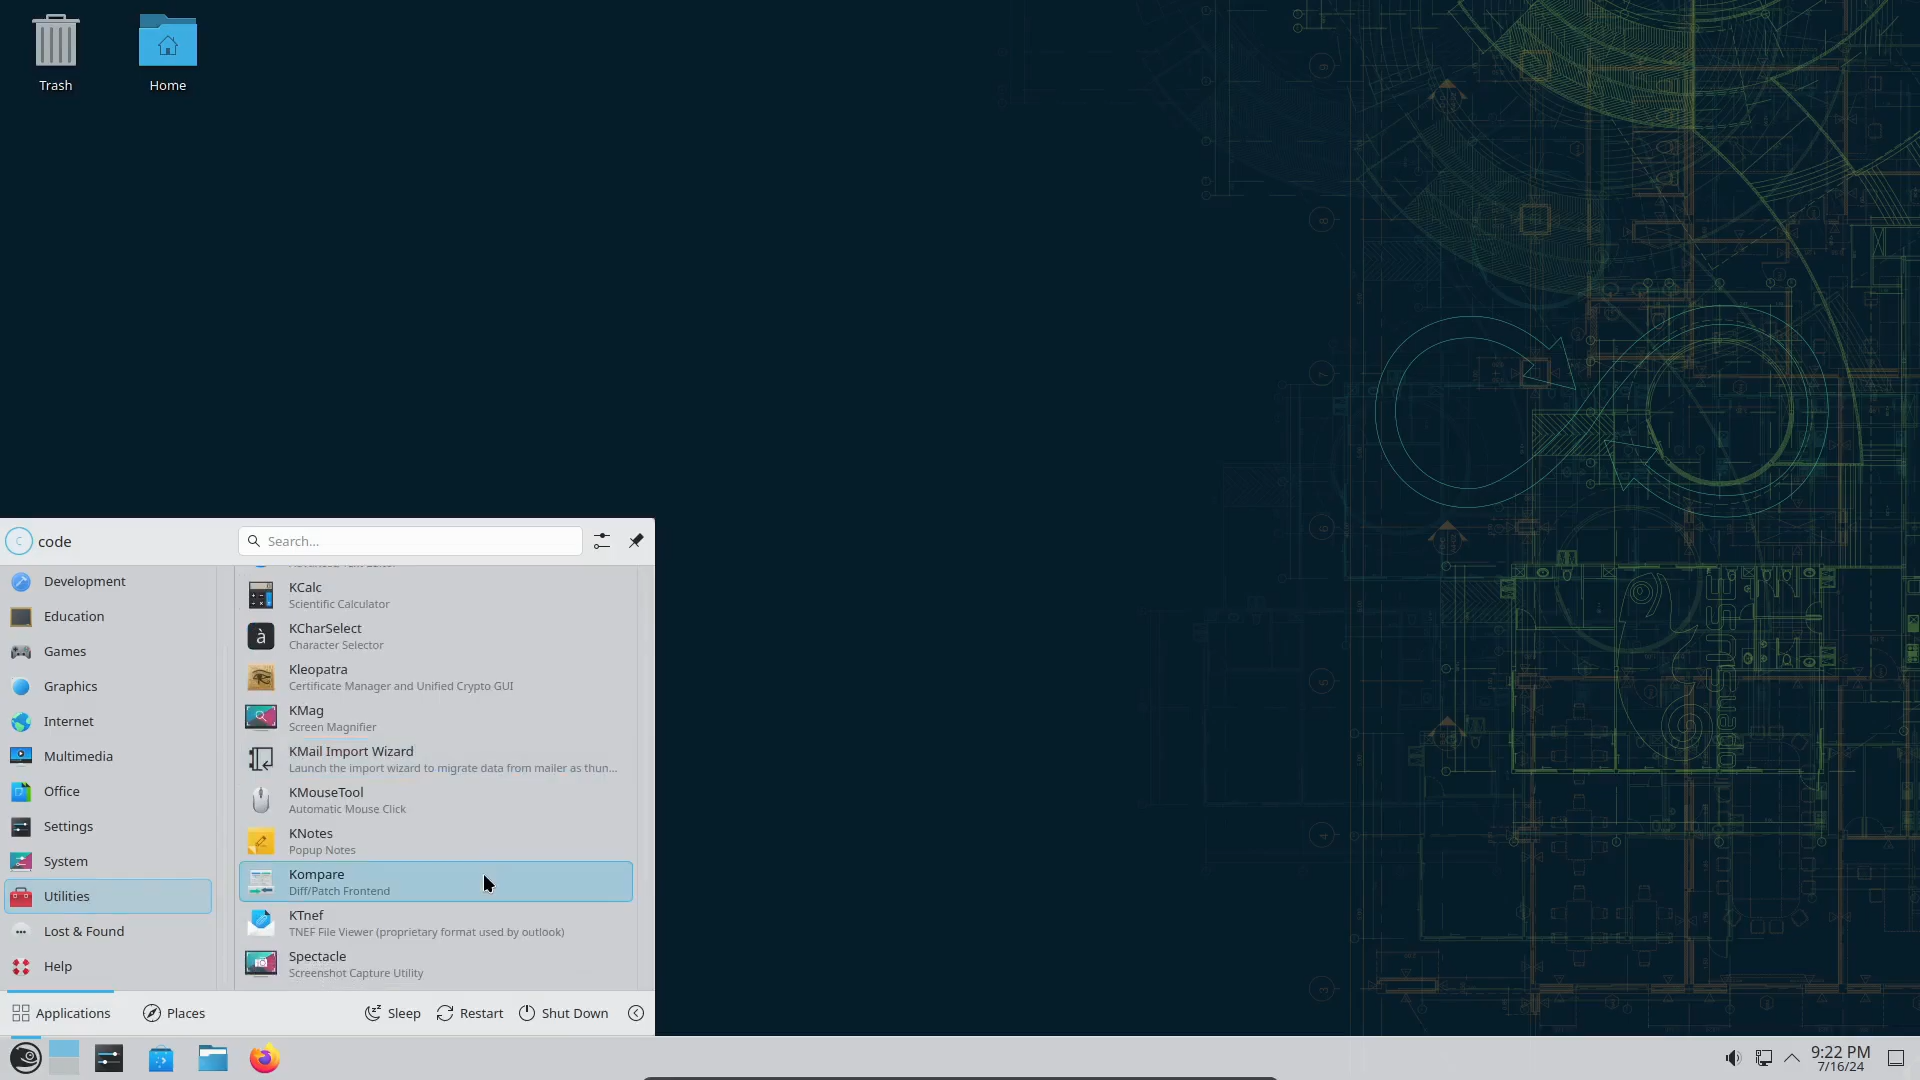 Trash
Home
code
Search...
Development
Education
Games
Graphics
Internet
Multimedia
Office
Settings
System
Utilities
Lost & Found
Help
KCalc
Scientific Calculator
KCharSelect
Character Selector
Kleopatra
Certificate Manager and Unified Crypto GUI
KMag
Screen Magnifier
KMail Import Wizard
Launch the import wizard to migrate data from mailer as thun...
KMouseTool
Automatic Mouse Click
KNotes
Popup Notes
Kompare
Diff/Patch Frontend
KTnef
TNEF File Viewer (proprietary format used by outlook)
Spectacle
Screenshot Capture Utility
Applications
Places
Sleep
Restart
Shut Down
9:22 PM
7/16/24
openSUSE